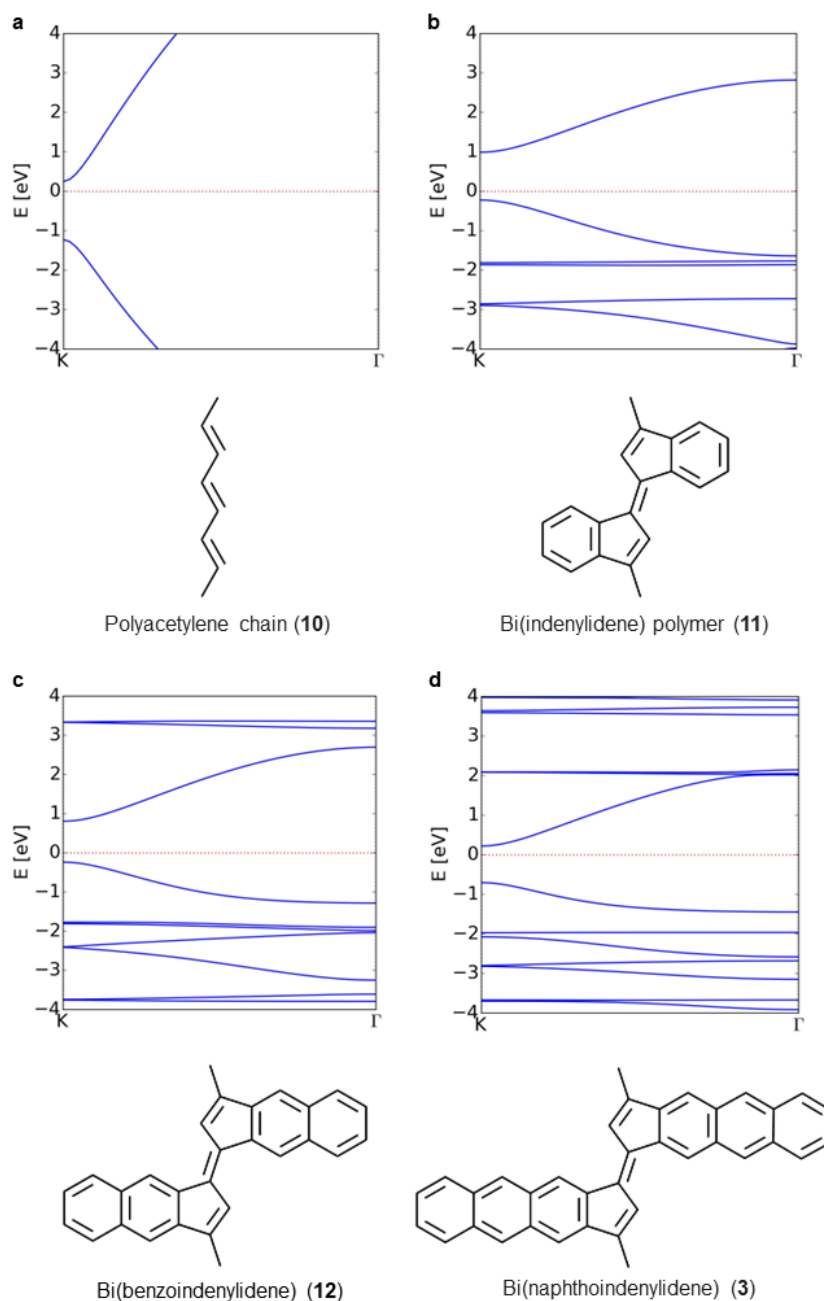 a
b
4
3
2
1
0
−1
−2
−3
−4
E [eV]
K
Γ
4
3
2
1
0
−1
−2
−3
−4
E [eV]
K
Γ
Polyacetylene chain (10)
Bi(indenylidene) polymer (11)
c
d
4
3
2
1
0
−1
−2
−3
−4
E [eV]
K
Γ
4
3
2
1
0
−1
−2
−3
−4
E [eV]
K
Γ
Bi(benzoindenylidene) (12)
Bi(naphthoindenylidene) (3)